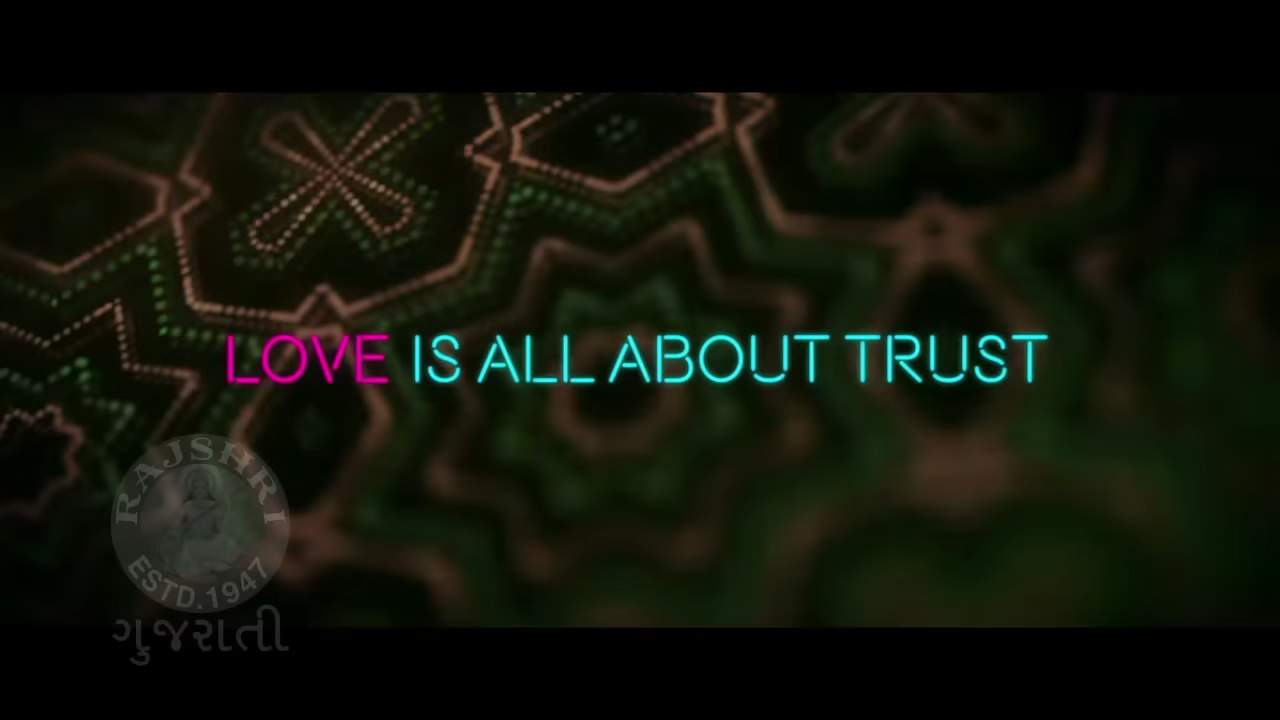 LOVE IS ALL ABOUT TRUST
RAJSHRI
ESTD.1947
ગુજરાતી